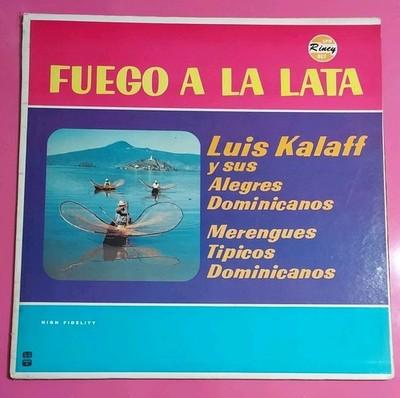 Rincy
FUEGO A LA LATA
Luis Kalaff
y sus
Alegres
Dominicanos
Merengues
Tipicos
Dominicanos
HIGH FIDELITY